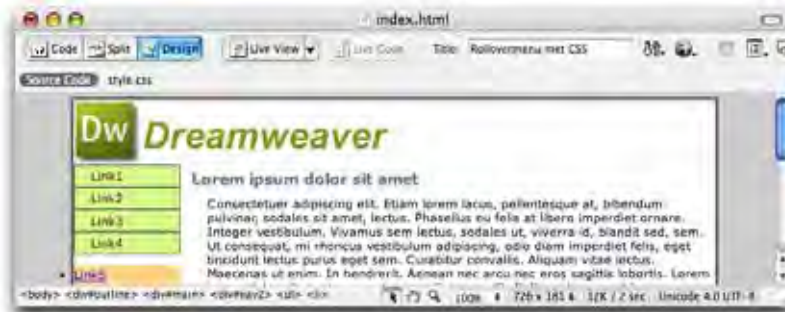 index.html
Code Split Design Live View Live Code Title: Rollovermenu met CSS
Source Code style.css
Dw Dreamweaver
Link1
Link2
Link3
Link4
Link5
Lorem ipsum dolor sit amet
Consectetuer adipiscing elit. Etiam lorem lacus, pellentesque at, bibendum
pulvinar, sodales sit amet, lectus. Phasellus eu felis at libero imperdiet ornare.
Integer vestibulum. Vivamus sem lectus, sodales ut, viverra id, blandit sed, sem.
Ut consequat, mi rhoncus vestibulum adipiscing, odio diam imperdiet felis, eget
tincidunt lectus purus eget sem. Curabitur convallis. Aliquam vitae lectus.
Maecenas ut enim. In hendrerit. Aenean nec arcu nec eros sagittis lobortis. Lorem
<body> <div#outline> <div#main> <div#nav2> <ul> <li> 100% 726 x 181 32K / 2 sec Unicode 4.0 UTF-8